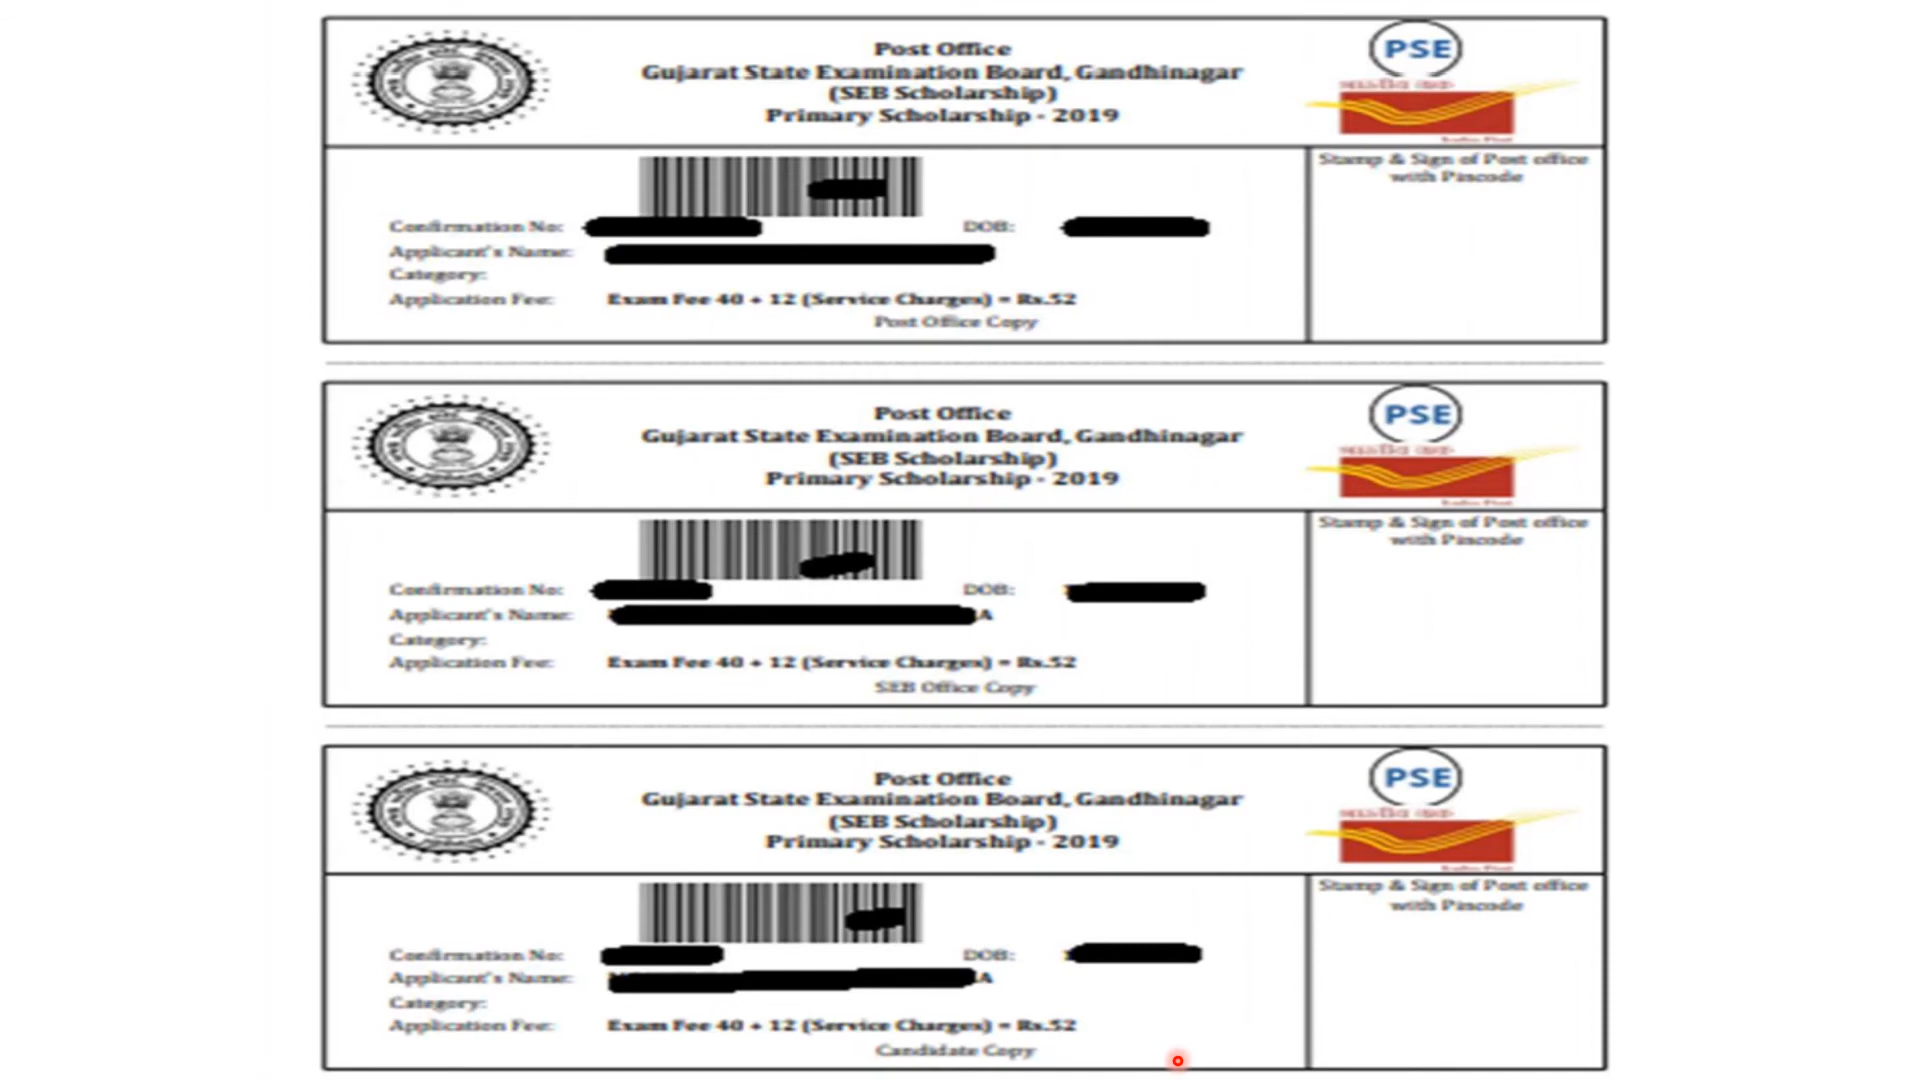 Post Office
PSE
Gujarat State Examination Board, Gandhinagar
(SEB Scholarship)
Primary Scholarship - 2019
Stamp & Sign of Post office
with Pincode
Confirmation No:
DOB:
Applicant's Name:
Category:
Application Fee: Exam Fee 40 + 12 (Service Charges) = Rs.52
Post Office Copy
Post Office
PSE
Gujarat State Examination Board, Gandhinagar
(SEB Scholarship)
Primary Scholarship - 2019
Stamp & Sign of Post office
with Pincode
Confirmation No:
DOB:
Applicant's Name: A
Category:
Application Fee: Exam Fee 40 + 12 (Service Charges) = Rs.52
SEB Office Copy
Post Office
PSE
Gujarat State Examination Board, Gandhinagar
(SEB Scholarship)
Primary Scholarship - 2019
Stamp & Sign of Post office
with Pincode
Confirmation No:
DOB:
Applicant's Name: A
Category:
Application Fee: Exam Fee 40 + 12 (Service Charges) = Rs.52
Candidate Copy